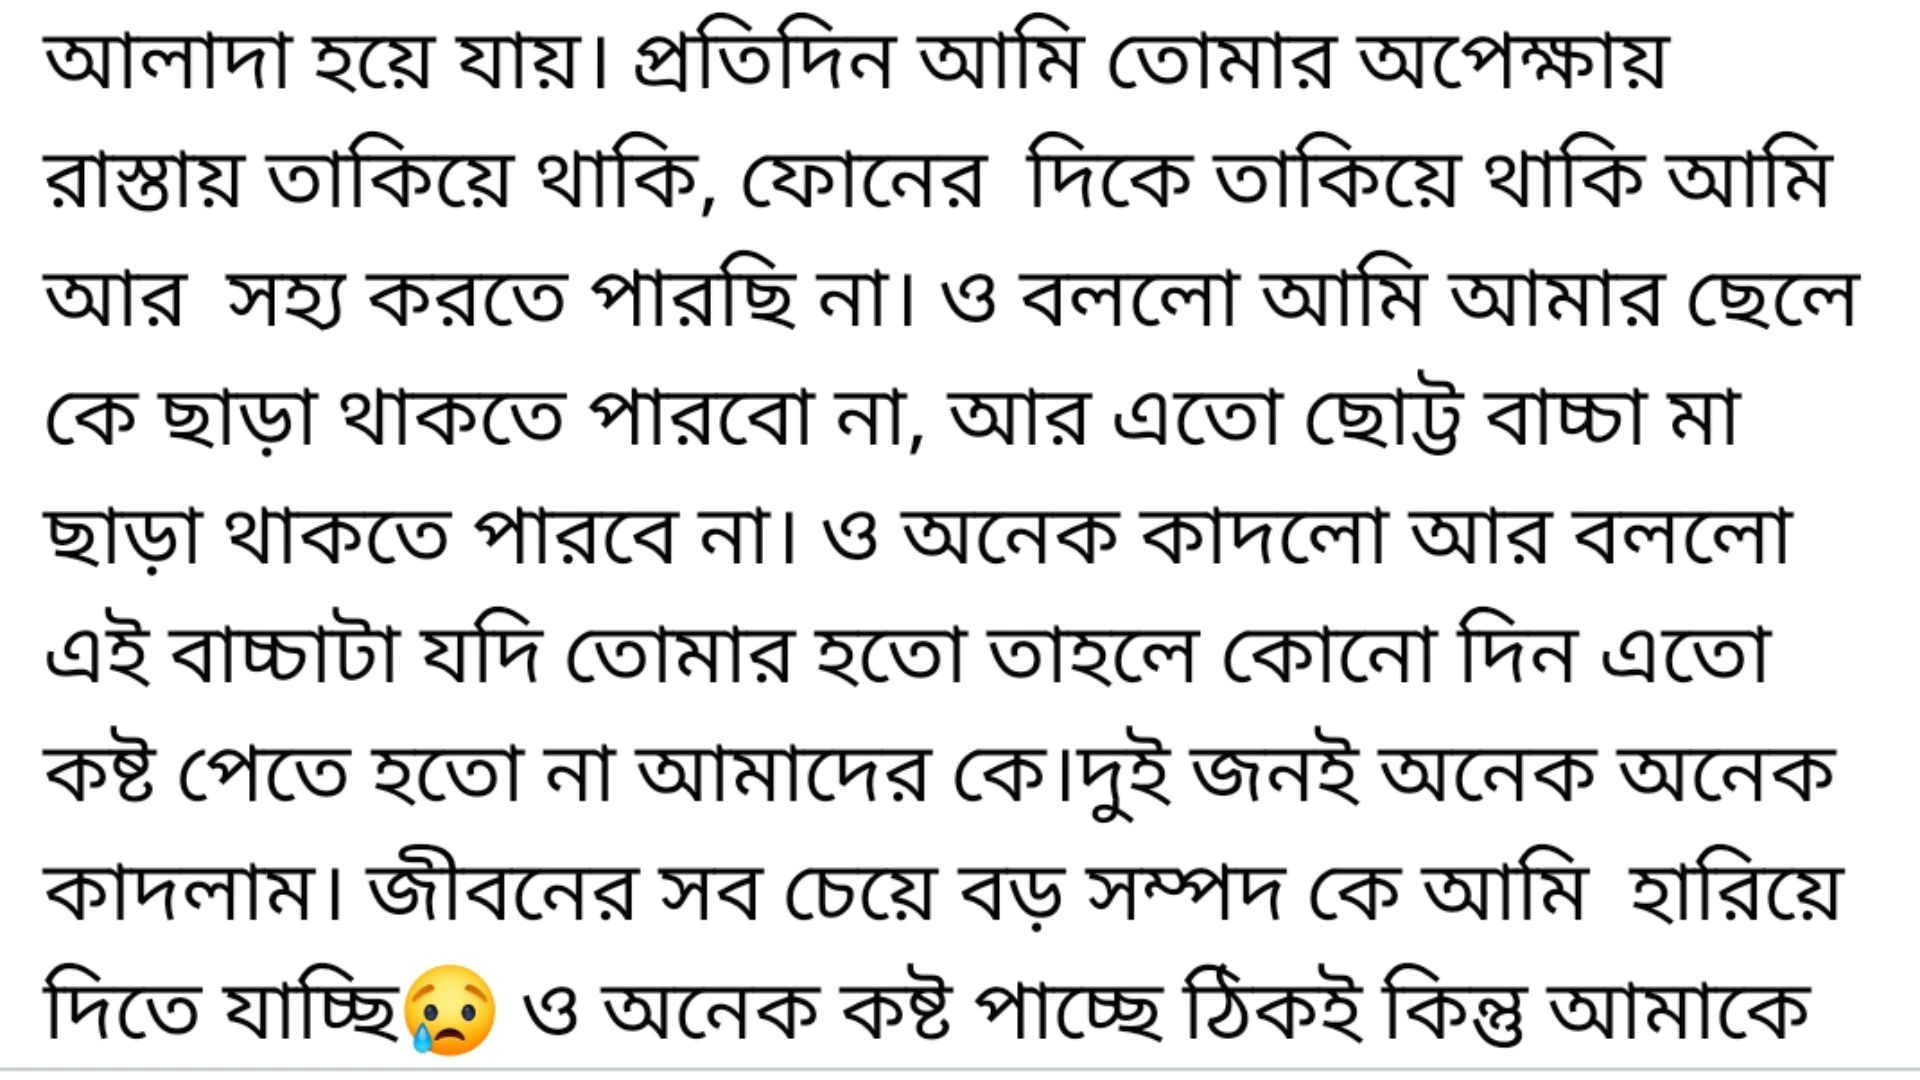 আলাদা হয়ে যায়। প্রতিদিন আমি তোমার অপেক্ষায়
রাস্তায় তাকিয়ে থাকি, ফোনের দিকে তাকিয়ে থাকি আমি
আর সহ্য করতে পারছি না। ও বললো আমি আমার ছেলে
কে ছাড়া থাকতে পারবো না, আর এতো ছোট্ট বাচ্চা মা
ছাড়া থাকতে পারবে না। ও অনেক কাদলো আর বললো
এই বাচ্চাটা যদি তোমার হতো তাহলে কোনো দিন এতো
কষ্ট পেতে হতো না আমাদের কে।দুই জনই অনেক অনেক
কাদলাম। জীবনের সব চেয়ে বড় সম্পদ কে আমি হারিয়ে
দিতে যাচ্ছি😢 ও অনেক কষ্ট পাচ্ছে ঠিকই কিন্তু আমাকে